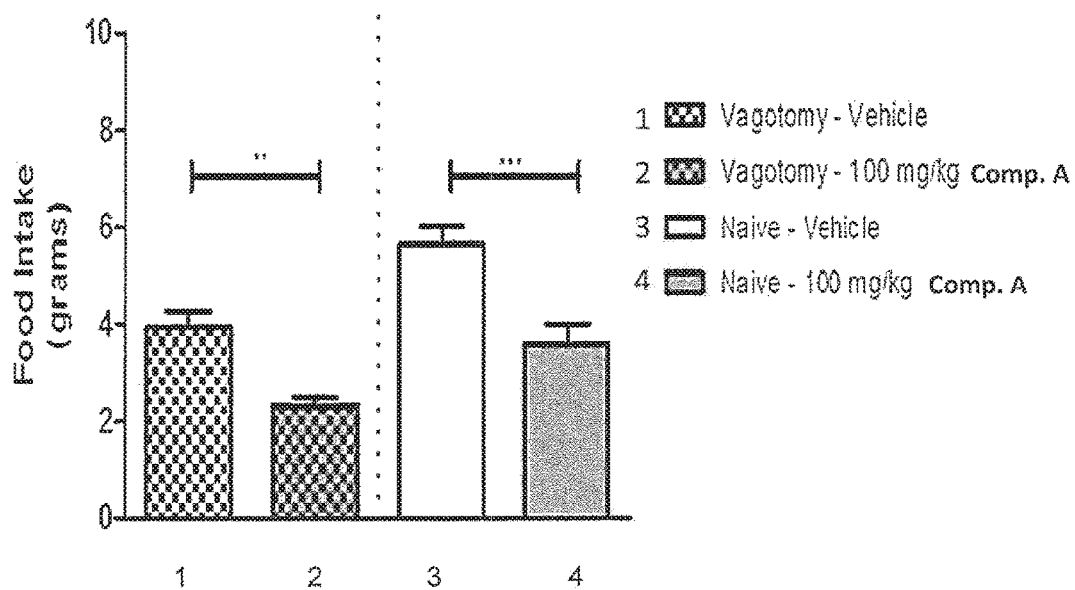 10
8
6
4
2
0
Food Intake
(grams)
**
***
1 Vagotomy - Vehicle
2 Vagotomy - 100 mg/kg Comp. A
3 Naive - Vehicle
4 Naive - 100 mg/kg Comp. A
1 2 3 4